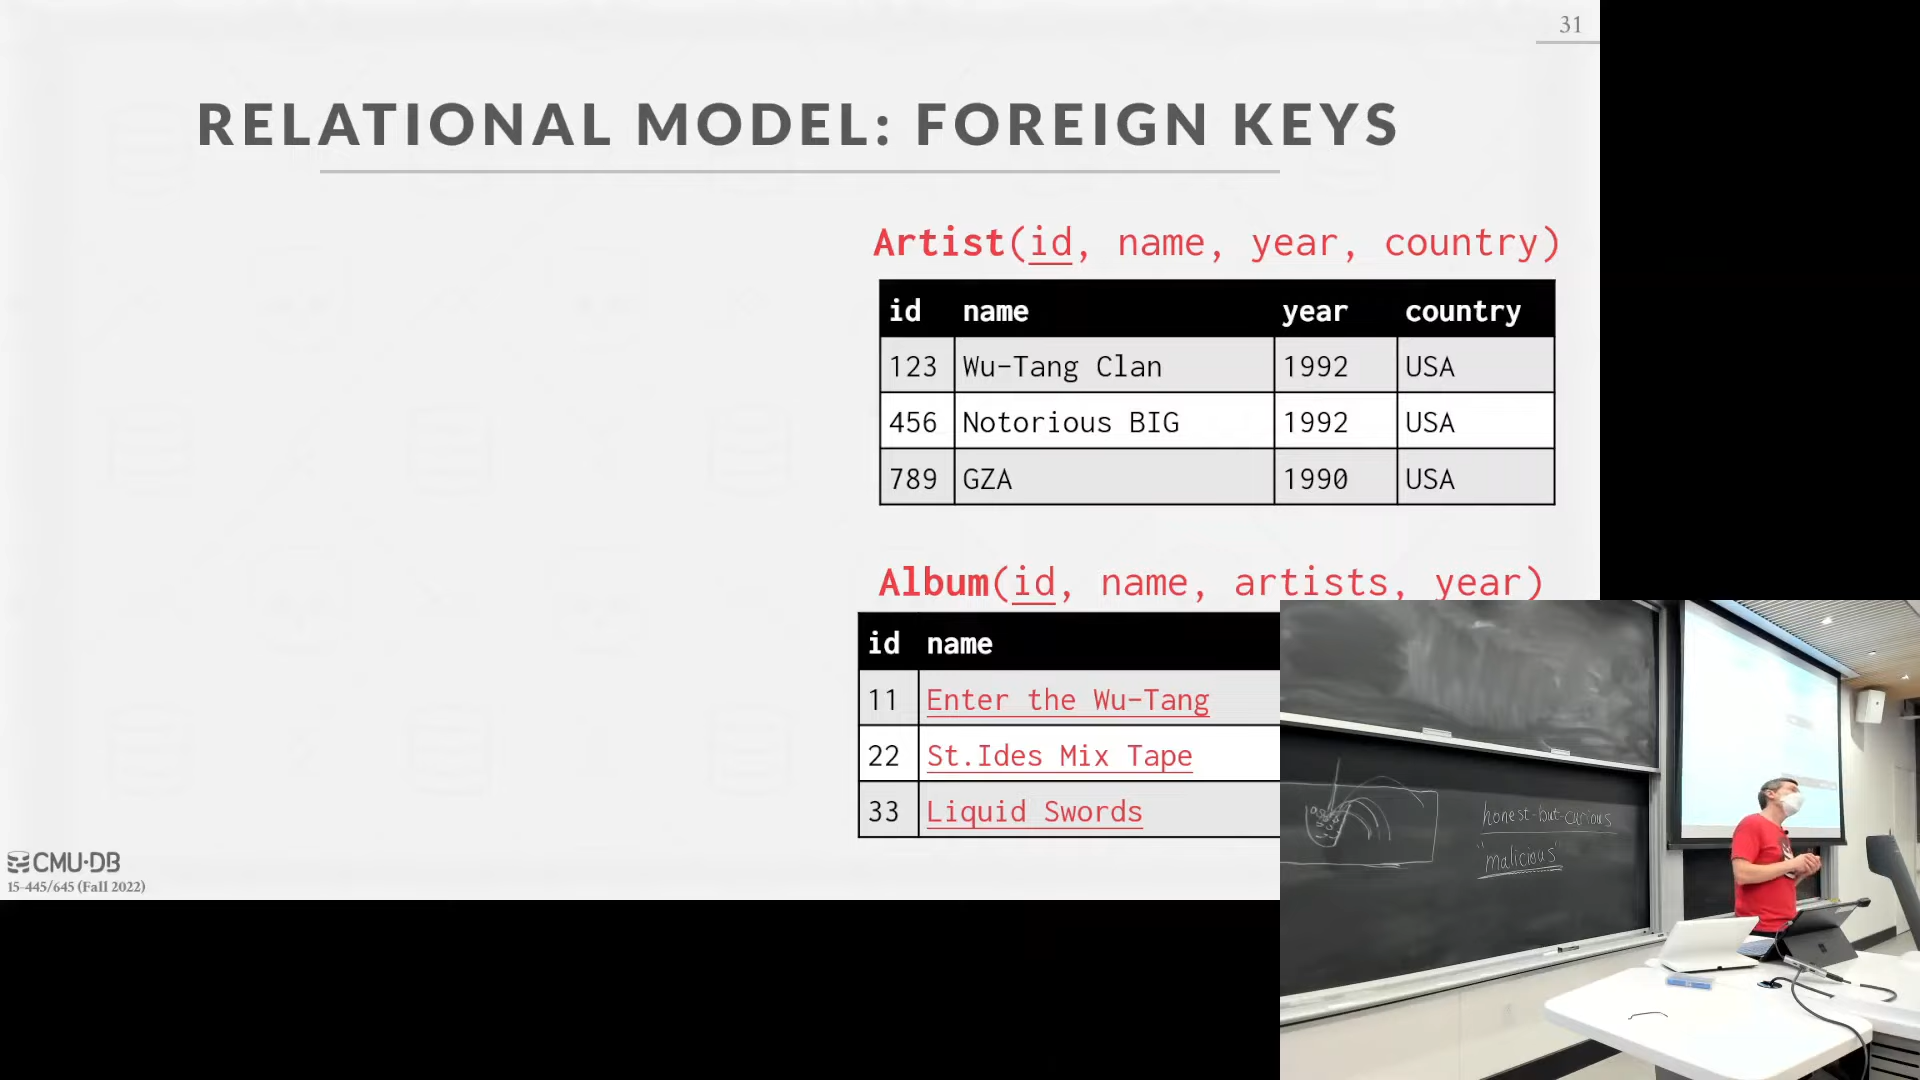 31
RELATIONAL MODEL: FOREIGN KEYS
Artist(id, name, year, country)
id name year country
123 Wu-Tang Clan 1992 USA
456 Notorious BIG 1992 USA
789 GZA 1990 USA
Album(id, name, artists, year)
id name
11 Enter the Wu-Tang
22 St.Ides Mix Tape
33 Liquid Swords
CMU·DB
15-445/645 (Fall 2022)
honest-but-curious
"malicious"